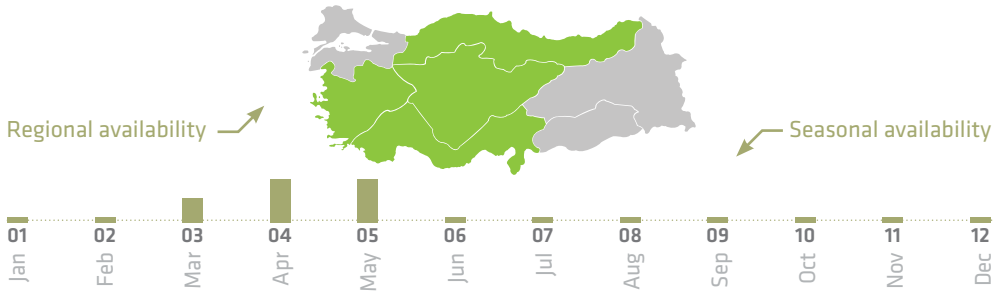 Regional availability
Seasonal availability
01 02 03 04 05 06 07 08 09 10 11 12
Jan Feb Mar Apr May Jun Jul Aug Sep Oct Nov Dec